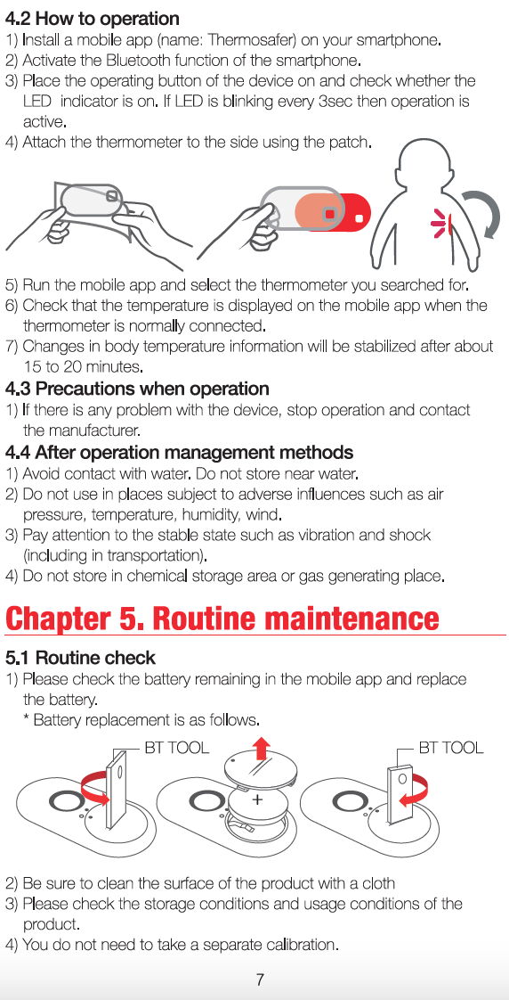 4.2 How to operation
1) Install a mobile app (name: Thermosafer) on your smartphone.
2) Activate the Bluetooth function of the smartphone.
3) Place the operating button of the device on and check whether the
LED indicator is on. If LED is blinking every 3sec then operation is
active.
4) Attach the thermometer to the side using the patch.
5) Run the mobile app and select the thermometer you searched for.
6) Check that the temperature is displayed on the mobile app when the
thermometer is normally connected.
7) Changes in body temperature information will be stabilized after about
15 to 20 minutes.
4.3 Precautions when operation
1) If there is any problem with the device, stop operation and contact
the manufacturer.
4.4 After operation management methods
1) Avoid contact with water. Do not store near water.
2) Do not use in places subject to adverse influences such as air
pressure, temperature, humidity, wind.
3) Pay attention to the stable state such as vibration and shock
(including in transportation).
4) Do not store in chemical storage area or gas generating place.
Chapter 5. Routine maintenance
5.1 Routine check
1) Please check the battery remaining in the mobile app and replace
the battery.
* Battery replacement is as follows.
BT TOOL
BT TOOL
+
2) Be sure to clean the surface of the product with a cloth
3) Please check the storage conditions and usage conditions of the
product.
4) You do not need to take a separate calibration.
7